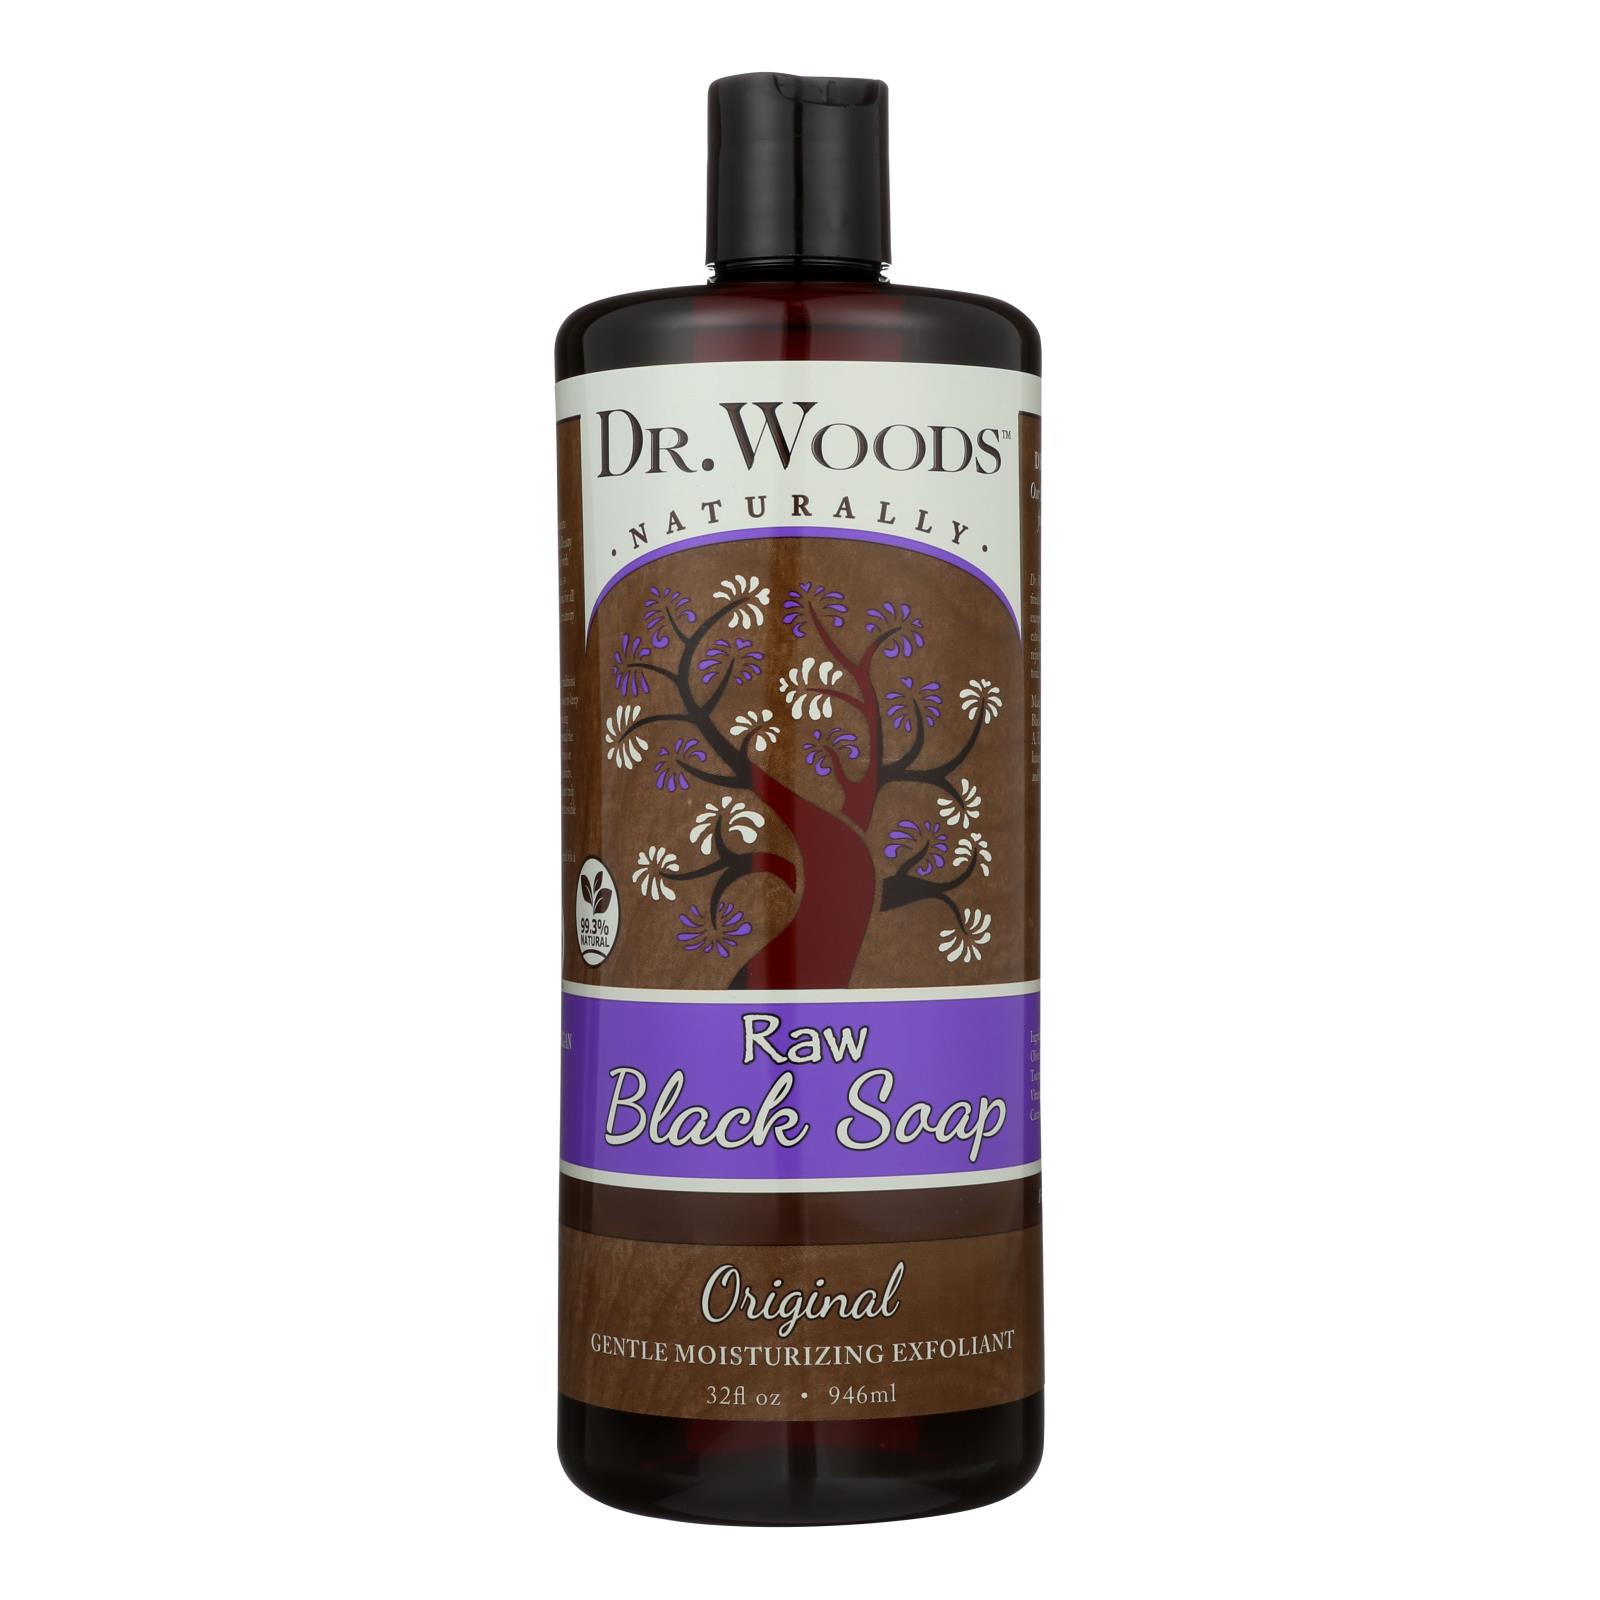 DR. WOODS™
• NATURALLY •
99.3%
NATURAL
Raw
Black Soap
Original
GENTLE MOISTURIZING EXFOLIANT
32fl oz • 946ml